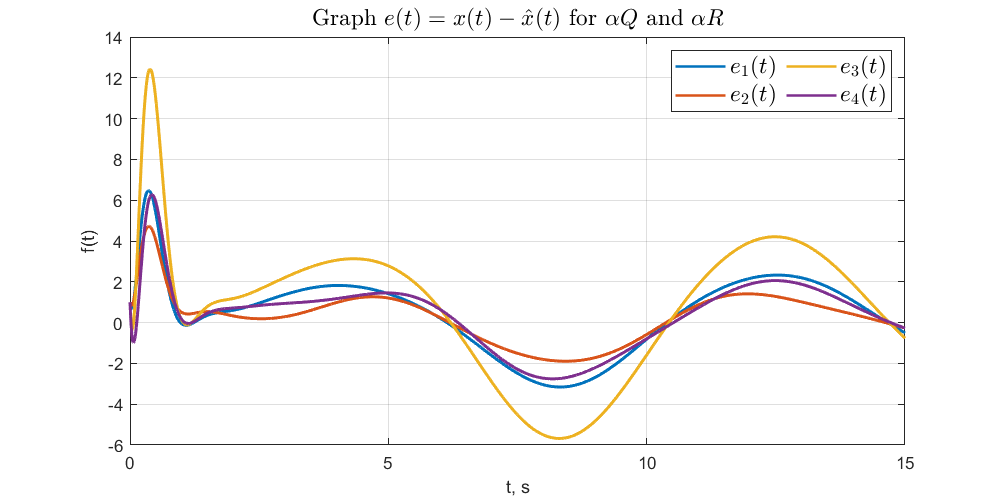 Graph e(t) = x(t) − x̂(t) for αQ and αR
14
12
10
8
6
4
2
0
-2
-4
-6
f(t)
e₁(t) e₃(t)
e₂(t) e₄(t)
0 5 10 15
t, s